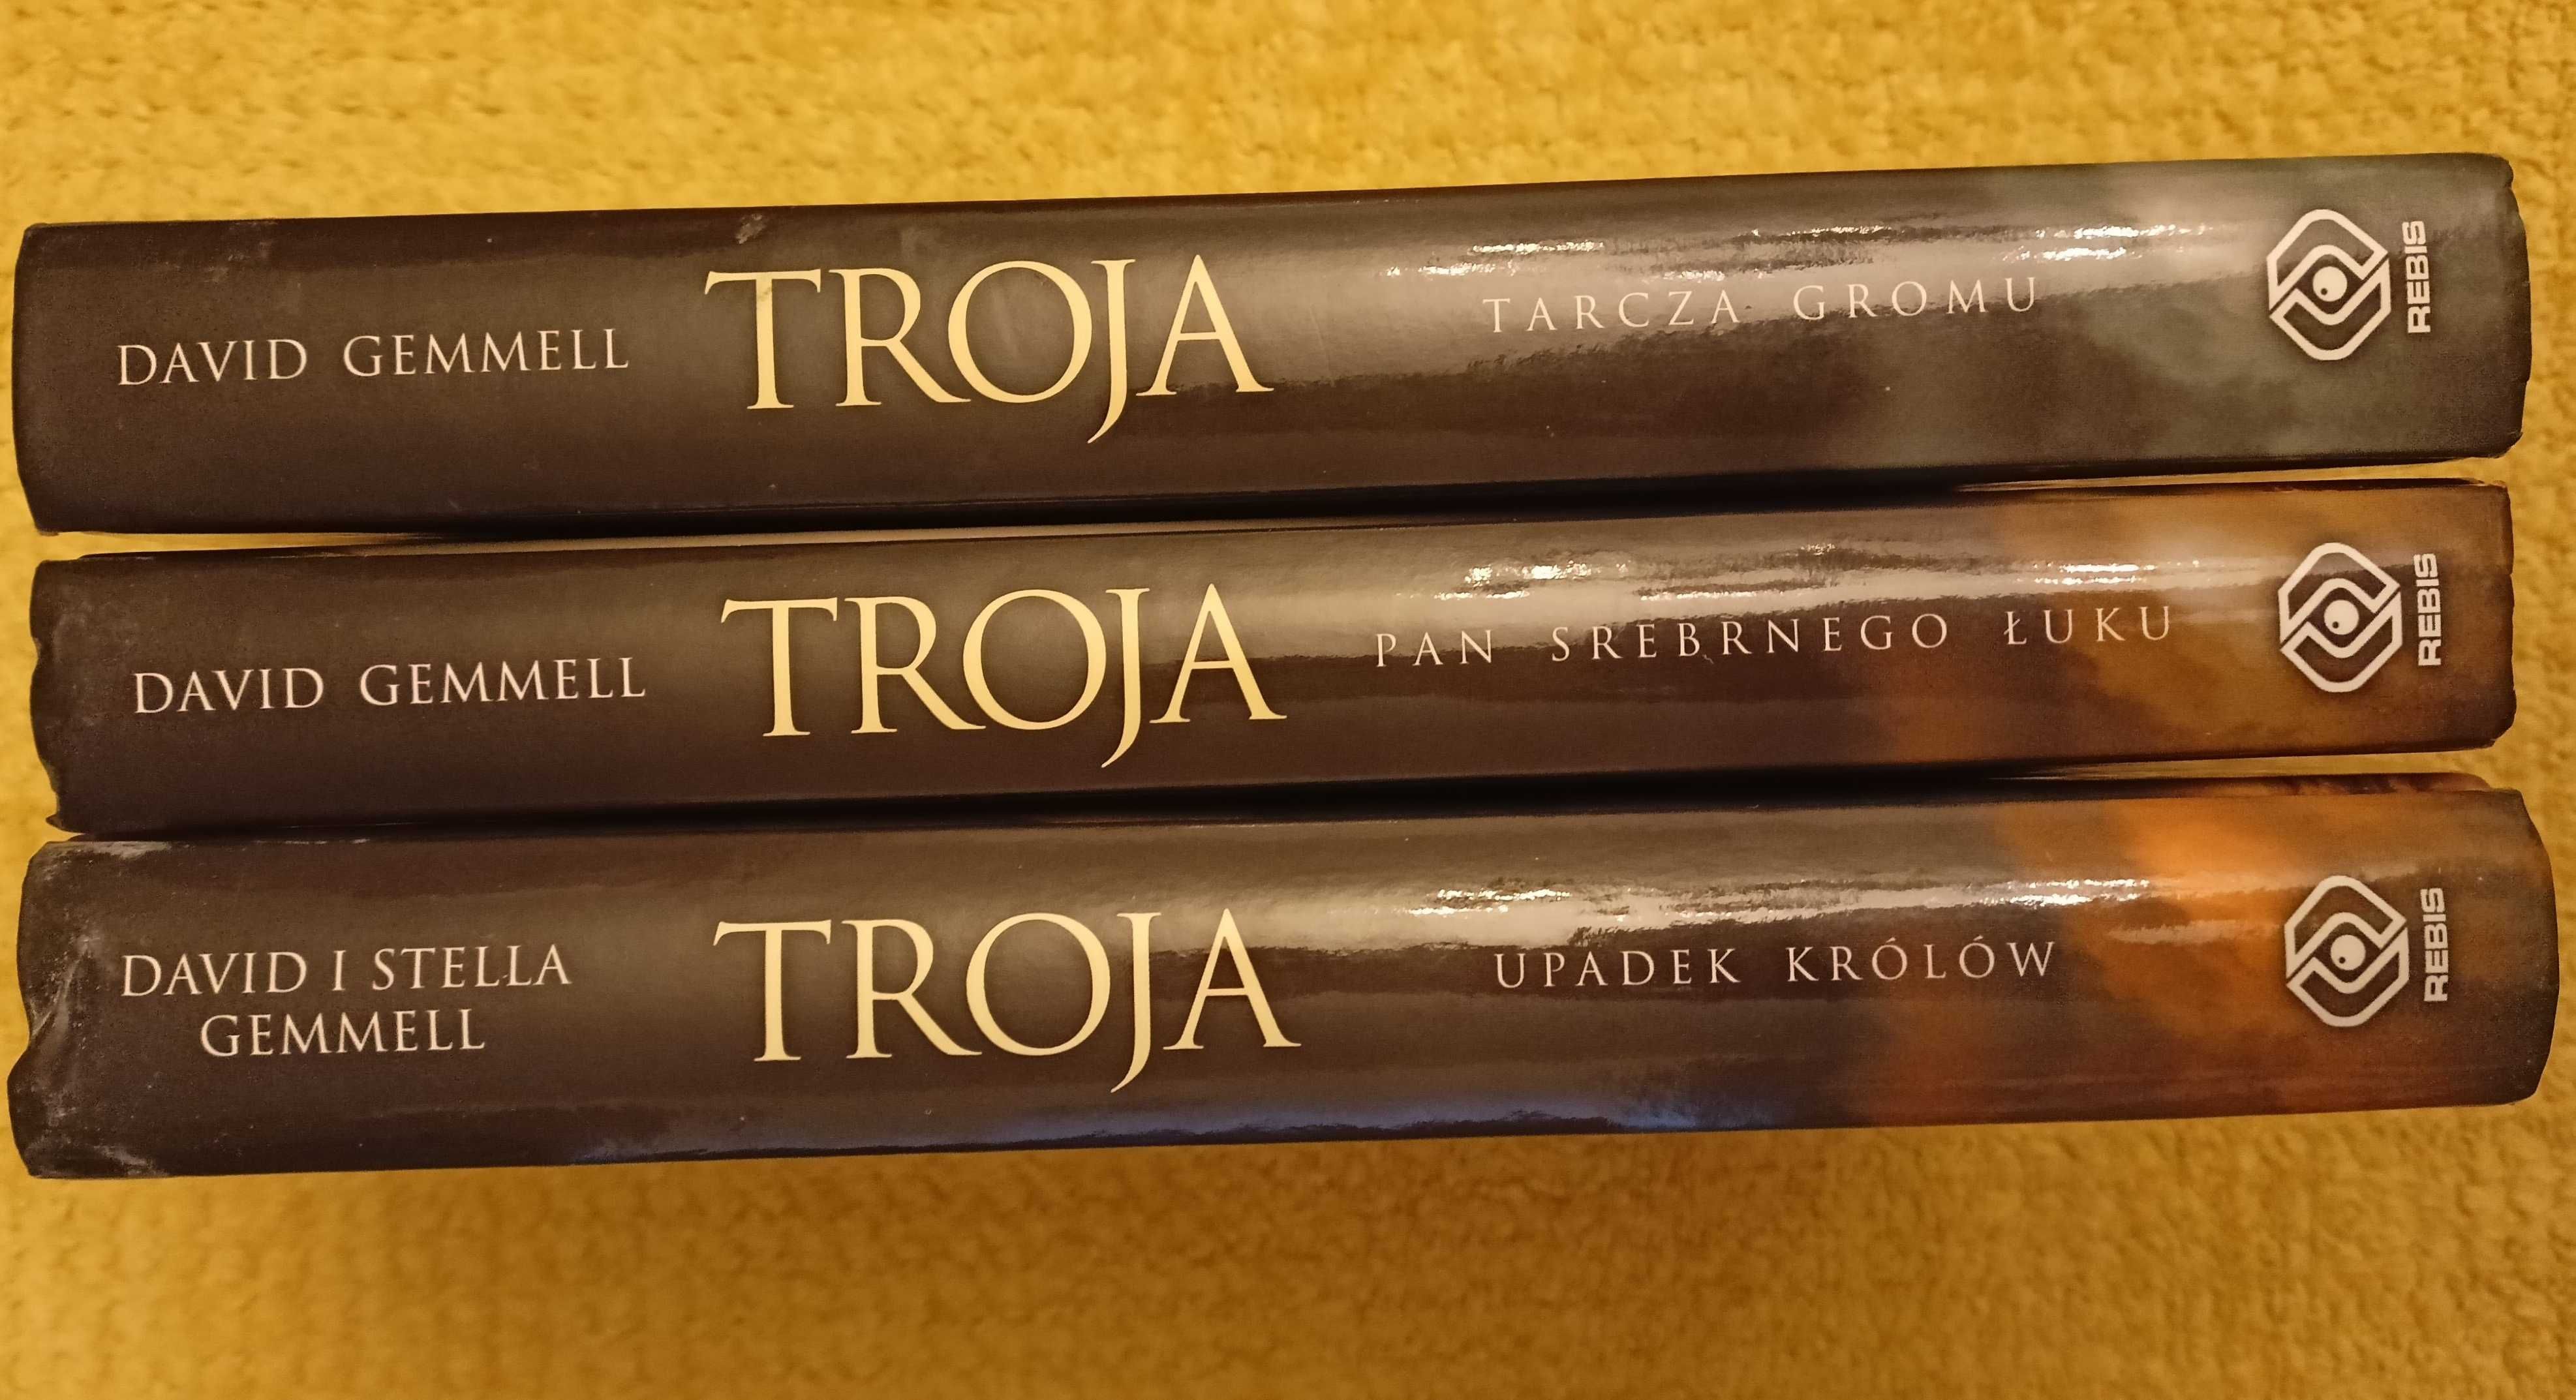 DAVID GEMMELL TROJA TARCZA GROMU REBIS
DAVID GEMMELL TROJA PAN SREBRNEGO ŁUKU REBIS
DAVID I STELLA
GEMMELL
TROJA UPADEK KRÓLÓW REBIS